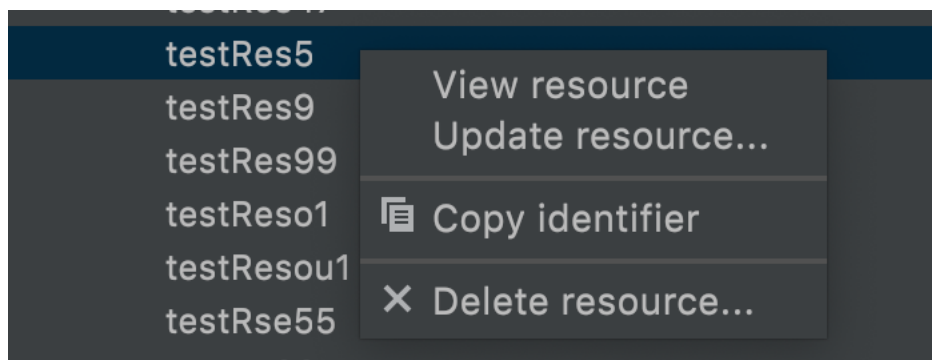 testRes5
testRes9
testRes99
testReso1
testResou1
testRse55
View resource
Update resource...
Copy identifier
Delete resource...